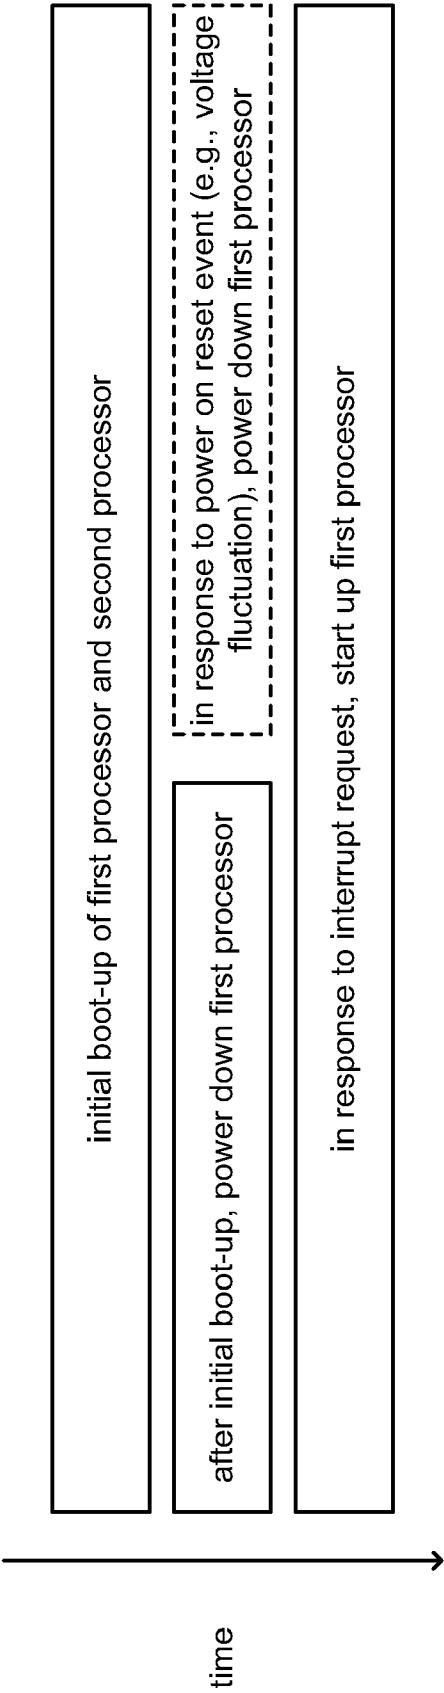 initial boot-up of first processor and second processor
after initial boot-up, power down first processor
in response to power on reset event (e.g., voltage
fluctuation), power down first processor
in response to interrupt request, start up first processor
time